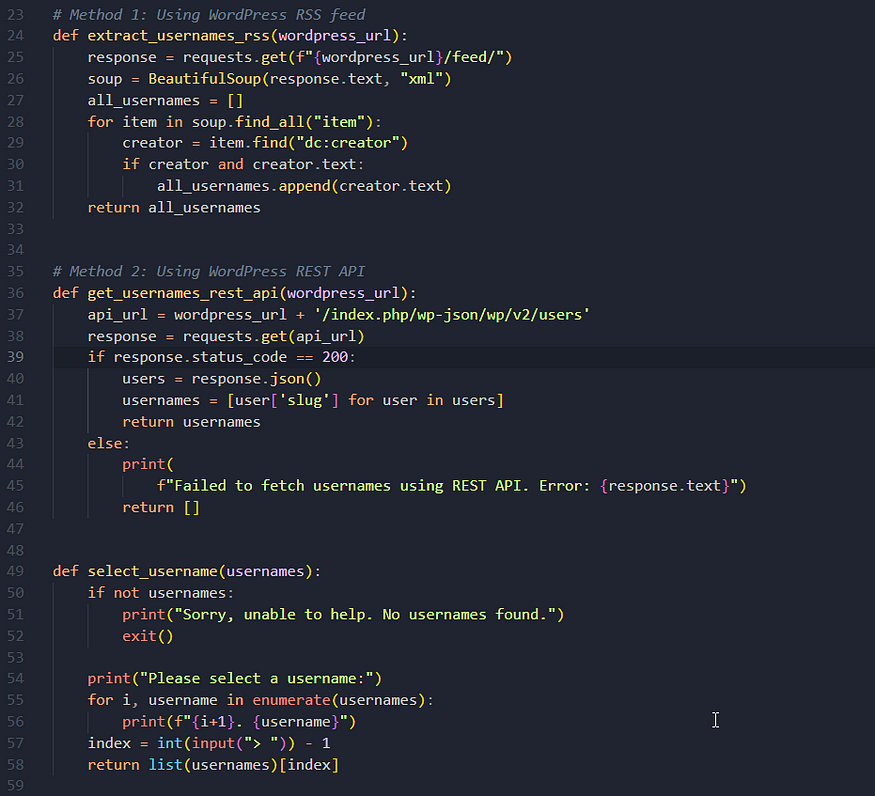 23 # Method 1: Using WordPress RSS feed
24 def extract_usernames_rss(wordpress_url):
25     response = requests.get(f"{wordpress_url}/feed/")
26     soup = BeautifulSoup(response.text, "xml")
27     all_usernames = []
28     for item in soup.find_all("item"):
29         creator = item.find("dc:creator")
30         if creator and creator.text:
31             all_usernames.append(creator.text)
32     return all_usernames
33
34
35 # Method 2: Using WordPress REST API
36 def get_usernames_rest_api(wordpress_url):
37     api_url = wordpress_url + '/index.php/wp-json/wp/v2/users'
38     response = requests.get(api_url)
39     if response.status_code == 200:
40         users = response.json()
41         usernames = [user['slug'] for user in users]
42         return usernames
43     else:
44         print(
45             f"Failed to fetch usernames using REST API. Error: {response.text}")
46         return []
47
48
49 def select_username(usernames):
50     if not usernames:
51         print("Sorry, unable to help. No usernames found.")
52         exit()
53
54     print("Please select a username:")
55     for i, username in enumerate(usernames):
56         print(f"{i+1}. {username}")
57     index = int(input("> ")) - 1
58     return list(usernames)[index]
59